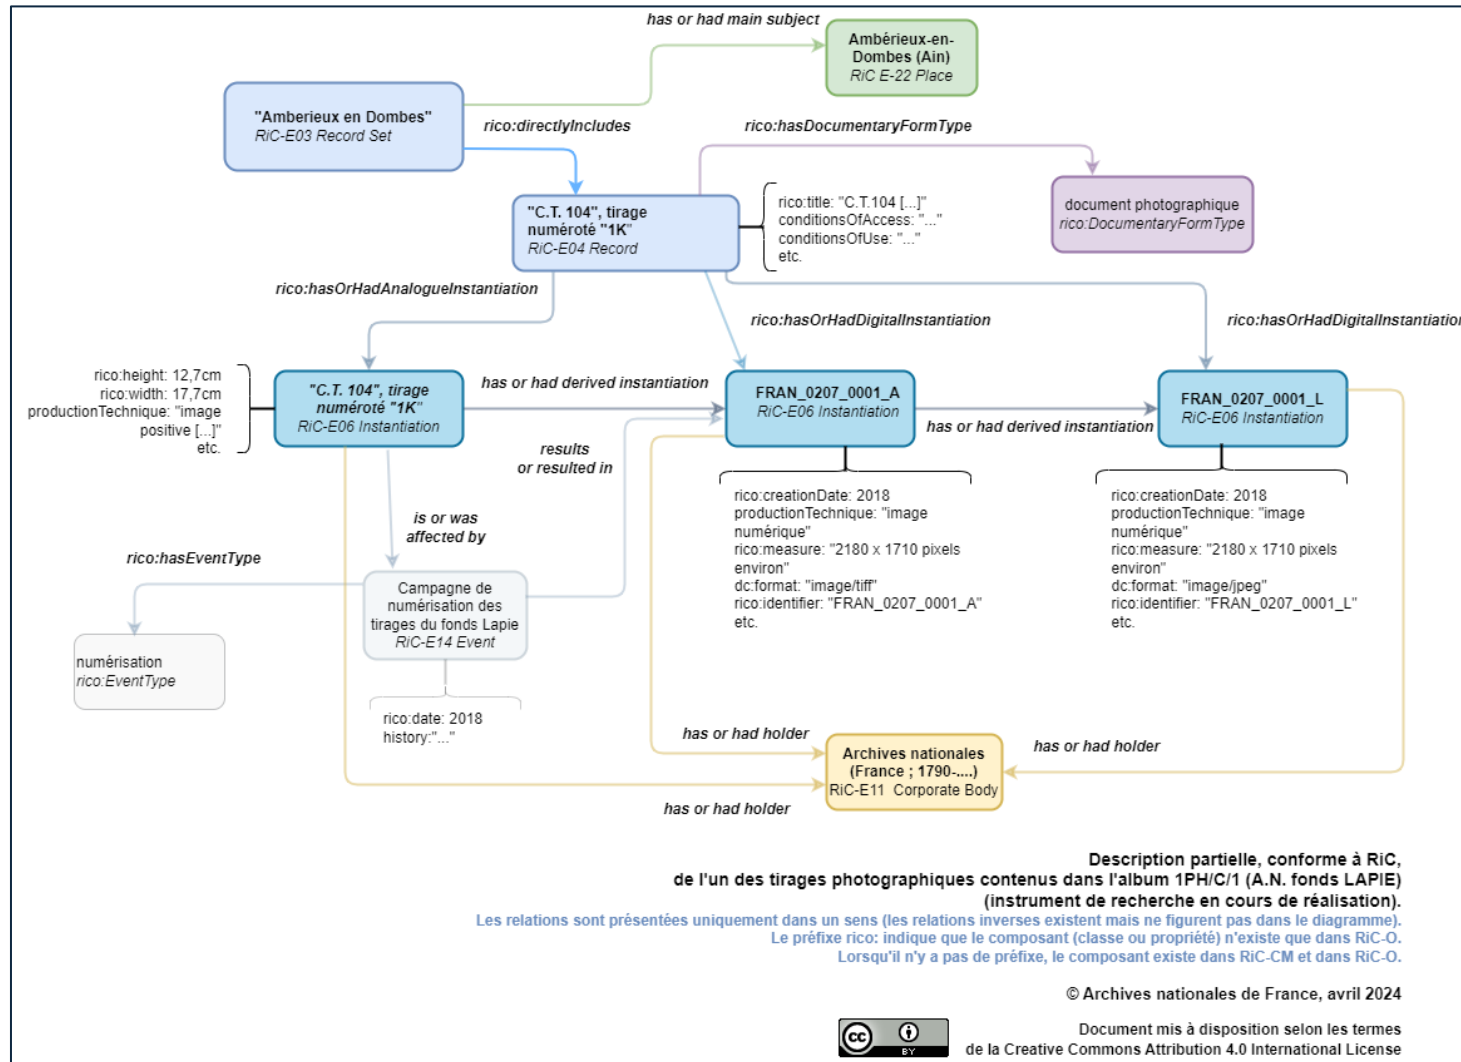 has or had main subject
Ambérieux-en-
Dombes (Ain)
RiC E-22 Place
"Amberieux en Dombes"
RiC-E03 Record Set
rico:directlyIncludes
rico:hasDocumentaryFormType
document photographique
rico:DocumentaryFormType
"C.T. 104", tirage
numéroté "1K"
RiC-E04 Record
rico:title: "C.T.104 [...]"
conditionsOfAccess: "..."
conditionsOfUse: "..."
etc.
rico:hasOrHadAnalogueInstantiation
rico:hasOrHadDigitalInstantiation
rico:hasOrHadDigitalInstantiation
rico:height: 12,7cm
rico:width: 17,7cm
productionTechnique: "image
positive [...]"
etc.
"C.T. 104", tirage
numéroté "1K"
RiC-E06 Instantiation
has or had derived instantiation
FRAN_0207_0001_A
RiC-E06 Instantiation
has or had derived instantiation
FRAN_0207_0001_L
RiC-E06 Instantiation
results
or resulted in
is or was
affected by
rico:creationDate: 2018
productionTechnique: "image
numérique"
rico:measure: "2180 x 1710 pixels
environ"
dc:format: "image/tiff"
rico:identifier: "FRAN_0207_0001_A"
etc.
rico:creationDate: 2018
productionTechnique: "image
numérique"
rico:measure: "2180 x 1710 pixels
environ"
dc:format: "image/jpeg"
rico:identifier: "FRAN_0207_0001_L"
etc.
rico:hasEventType
Campagne de
numérisation des
tirages du fonds Lapie
RiC-E14 Event
numérisation
rico:EventType
rico:date: 2018
history:"..."
has or had holder
has or had holder
has or had holder
Archives nationales
(France ; 1790-....)
RiC-E11 Corporate Body
Description partielle, conforme à RiC,
de l'un des tirages photographiques contenus dans l'album 1PH/C/1 (A.N. fonds LAPIE)
(instrument de recherche en cours de réalisation).
Les relations sont présentées uniquement dans un sens (les relations inverses existent mais ne figurent pas dans le diagramme).
Le préfixe rico: indique que le composant (classe ou propriété) n'existe que dans RiC-O.
Lorsqu'il n'y a pas de préfixe, le composant existe dans RiC-CM et dans RiC-O.
© Archives nationales de France, avril 2024
cc
BY
Document mis à disposition selon les termes
de la Creative Commons Attribution 4.0 International License